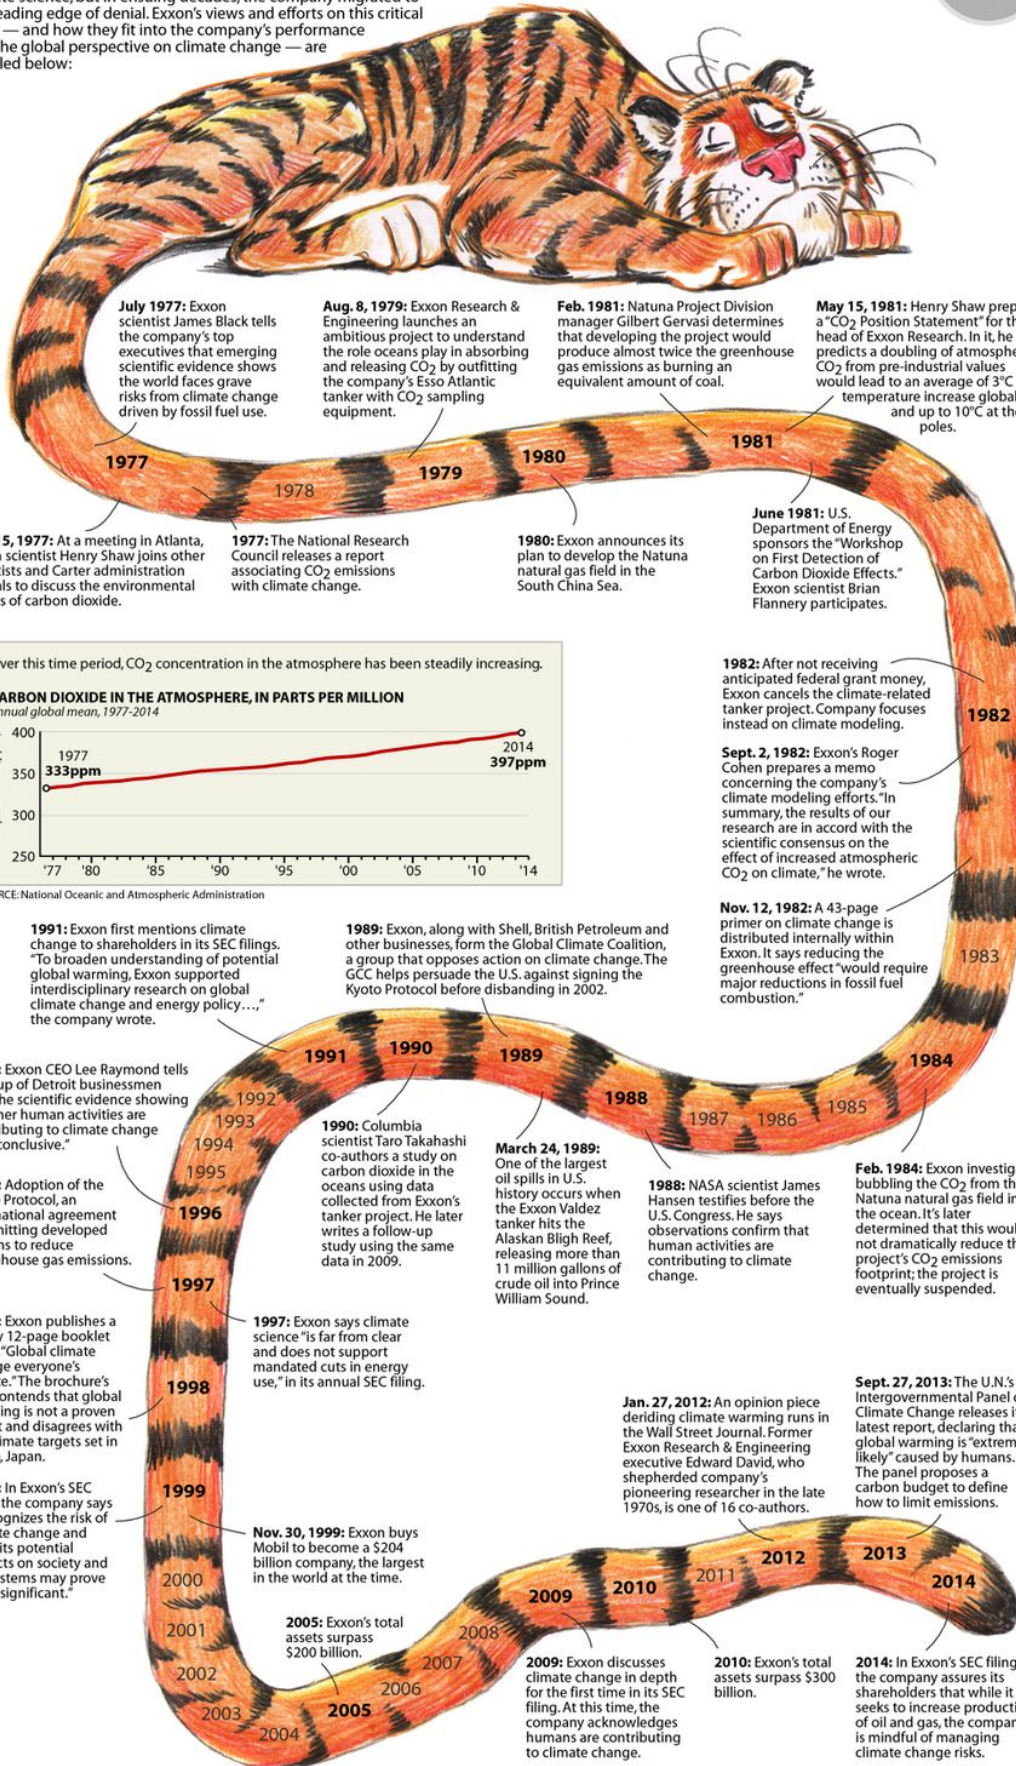 te science, but in ensuing decades, the company migrated to
eading edge of denial. Exxon's views and efforts on this critical
— and how they fit into the company's performance
he global perspective on climate change — are
led below:
July 1977: Exxon
scientist James Black tells
the company's top
executives that emerging
scientific evidence shows
the world faces grave
risks from climate change
driven by fossil fuel use.
Aug. 8, 1979: Exxon Research &
Engineering launches an
ambitious project to understand
the role oceans play in absorbing
and releasing CO2 by outfitting
the company's Esso Atlantic
tanker with CO2 sampling
equipment.
Feb. 1981: Natuna Project Division
manager Gilbert Gervasi determines
that developing the project would
produce almost twice the greenhouse
gas emissions as burning an
equivalent amount of coal.
May 15, 1981: Henry Shaw prep
a "CO2 Position Statement" for th
head of Exxon Research. In it, he
predicts a doubling of atmosphe
CO2 from pre-industrial values
would lead to an average of 3°C
temperature increase global
and up to 10°C at the
poles.
1977
1978
1979
1980
1981
5, 1977: At a meeting in Atlanta,
scientist Henry Shaw joins other
tists and Carter administration
ls to discuss the environmental
s of carbon dioxide.
1977: The National Research
Council releases a report
associating CO2 emissions
with climate change.
1980: Exxon announces its
plan to develop the Natuna
natural gas field in the
South China Sea.
June 1981: U.S.
Department of Energy
sponsors the "Workshop
on First Detection of
Carbon Dioxide Effects."
Exxon scientist Brian
Flannery participates.
ver this time period, CO2 concentration in the atmosphere has been steadily increasing.
ARBON DIOXIDE IN THE ATMOSPHERE, IN PARTS PER MILLION
nnual global mean, 1977-2014
400
350
300
250
1977
333ppm
2014
397ppm
'77 '80 '85 '90 '95 '00 '05 '10 '14
RCE: National Oceanic and Atmospheric Administration
1982: After not receiving
anticipated federal grant money,
Exxon cancels the climate-related
tanker project. Company focuses
instead on climate modeling.
1982
Sept. 2, 1982: Exxon's Roger
Cohen prepares a memo
concerning the company's
climate modeling efforts. "In
summary, the results of our
research are in accord with the
scientific consensus on the
effect of increased atmospheric
CO2 on climate," he wrote.
Nov. 12, 1982: A 43-page
primer on climate change is
distributed internally within
Exxon. It says reducing the
greenhouse effect "would require
major reductions in fossil fuel
combustion."
1983
1991: Exxon first mentions climate
change to shareholders in its SEC filings.
"To broaden understanding of potential
global warming, Exxon supported
interdisciplinary research on global
climate change and energy policy…,"
the company wrote.
1989: Exxon, along with Shell, British Petroleum and
other businesses, form the Global Climate Coalition,
a group that opposes action on climate change. The
GCC helps persuade the U.S. against signing the
Kyoto Protocol before disbanding in 2002.
1984
1985
1986
1987
1988
1989
1990
1991
1992
1993
1994
1995
: Exxon CEO Lee Raymond tells
up of Detroit businessmen
he scientific evidence showing
her human activities are
ibuting to climate change
conclusive."
1990: Columbia
scientist Taro Takahashi
co-authors a study on
carbon dioxide in the
oceans using data
collected from Exxon's
tanker project. He later
writes a follow-up
study using the same
data in 2009.
March 24, 1989:
One of the largest
oil spills in U.S.
history occurs when
the Exxon Valdez
tanker hits the
Alaskan Bligh Reef,
releasing more than
11 million gallons of
crude oil into Prince
William Sound.
1988: NASA scientist James
Hansen testifies before the
U.S. Congress. He says
observations confirm that
human activities are
contributing to climate
change.
Feb. 1984: Exxon investig
bubbling the CO2 from th
Natuna natural gas field in
the ocean. It's later
determined that this woul
not dramatically reduce th
project's CO2 emissions
footprint; the project is
eventually suspended.
: Adoption of the
Protocol, an
national agreement
mitting developed
ns to reduce
house gas emissions.
1996
1997
1997: Exxon says climate
science "is far from clear
and does not support
mandated cuts in energy
use," in its annual SEC filing.
: Exxon publishes a
y 12-page booklet
"Global climate
ge everyone's
te." The brochure's
ontends that global
ing is not a proven
t and disagrees with
imate targets set in
, Japan.
1998
: In Exxon's SEC
the company says
ognizes the risk of
te change and
its potential
cts on society and
stems may prove
significant."
1999
Nov. 30, 1999: Exxon buys
Mobil to become a $204
billion company, the largest
in the world at the time.
2000
2001
2002
2003
2004
2005
2006
2007
2008
2009
2010
2011
2012
2013
2014
2005: Exxon's total
assets surpass
$200 billion.
Jan. 27, 2012: An opinion piece
deriding climate warming runs in
the Wall Street Journal. Former
Exxon Research & Engineering
executive Edward David, who
shepherded company's
pioneering researcher in the late
1970s, is one of 16 co-authors.
Sept. 27, 2013: The U.N.'s
Intergovernmental Panel o
Climate Change releases it
latest report, declaring tha
global warming is "extrem
likely" caused by humans.
The panel proposes a
carbon budget to define
how to limit emissions.
2009: Exxon discusses
climate change in depth
for the first time in its SEC
filing. At this time, the
company acknowledges
humans are contributing
to climate change.
2010: Exxon's total
assets surpass $300
billion.
2014: In Exxon's SEC filing
the company assures its
shareholders that while it
seeks to increase producti
of oil and gas, the compan
is mindful of managing
climate change risks.